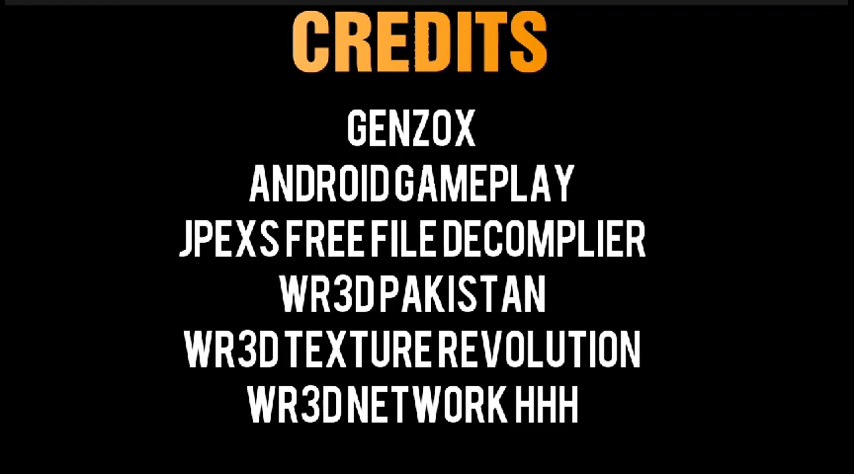 CREDITS
GENZOX
ANDROID GAMEPLAY
JPEXS FREE FILE DECOMPLIER
WR3D PAKISTAN
WR3D TEXTURE REVOLUTION
WR3D NETWORK HHH